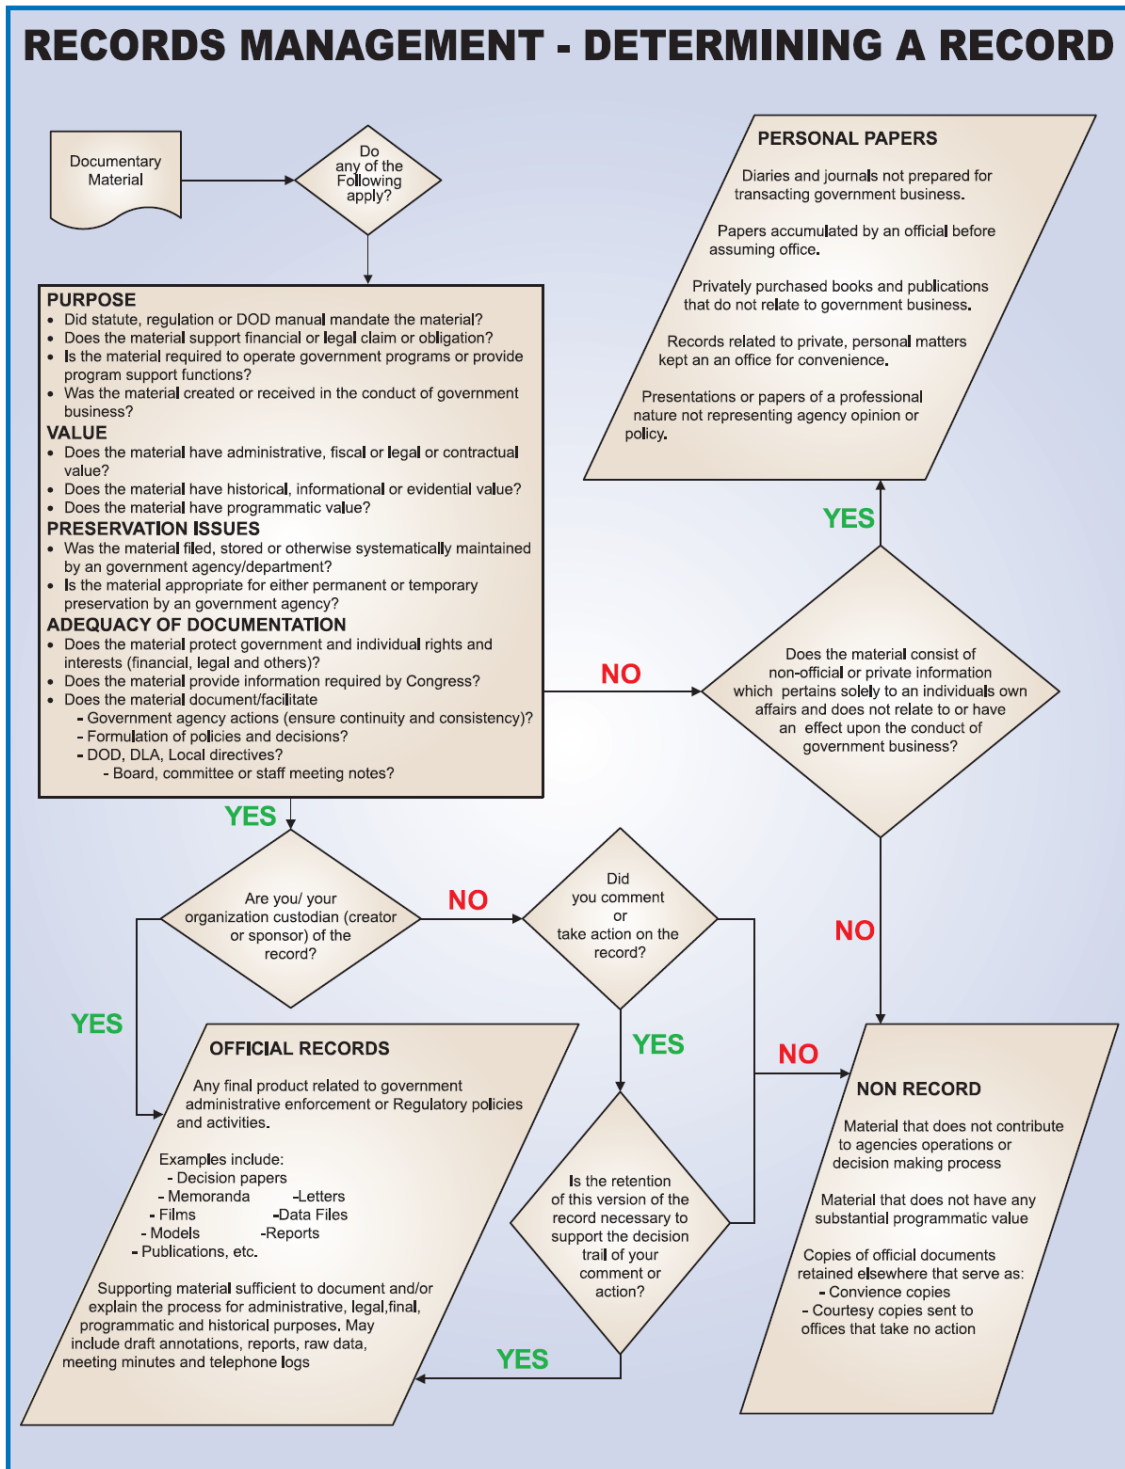 RECORDS MANAGEMENT - DETERMINING A RECORD
Documentary
Material
Do
any of the
Following
apply?
PURPOSE
• Did statute, regulation or DOD manual mandate the material?
• Does the material support financial or legal claim or obligation?
• Is the material required to operate government programs or provide
program support functions?
• Was the material created or received in the conduct of government
business?
VALUE
• Does the material have administrative, fiscal or legal or contractual
value?
• Does the material have historical, informational or evidential value?
• Does the material have programmatic value?
PRESERVATION ISSUES
• Was the material filed, stored or otherwise systematically maintained
by an government agency/department?
• Is the material appropriate for either permanent or temporary
preservation by an government agency?
ADEQUACY OF DOCUMENTATION
• Does the material protect government and individual rights and
interests (financial, legal and others)?
• Does the material provide information required by Congress?
• Does the material document/facilitate
- Government agency actions (ensure continuity and consistency)?
- Formulation of policies and decisions?
- DOD, DLA, Local directives?
- Board, committee or staff meeting notes?
PERSONAL PAPERS
Diaries and journals not prepared for
transacting government business.
Papers accumulated by an official before
assuming office.
Privately purchased books and publications
that do not relate to government business.
Records related to private, personal matters
kept an an office for convenience.
Presentations or papers of a professional
nature not representing agency opinion or
policy.
YES
NO
Does the material consist of
non-official or private information
which pertains solely to an individuals own
affairs and does not relate to or have
an effect upon the conduct of
government business?
YES
Are you/ your
organization custodian (creator
or sponsor) of the
record?
NO
Did
you comment
or
take action on the
record?
NO
YES
YES
NO
OFFICIAL RECORDS
Any final product related to government
administrative enforcement or Regulatory policies
and activities.
Examples include:
- Decision papers
- Memoranda -Letters
- Films -Data Files
- Models -Reports
- Publications, etc.
Supporting material sufficient to document and/or
explain the process for administrative, legal,final,
programmatic and historical purposes. May
include draft annotations, reports, raw data,
meeting minutes and telephone logs
Is the retention
of this version of the
record necessary to
support the decision
trail of your
comment or
action?
YES
NON RECORD
Material that does not contribute
to agencies operations or
decision making process
Material that does not have any
substantial programmatic value
Copies of official documents
retained elsewhere that serve as:
- Convience copies
- Courtesy copies sent to
offices that take no action